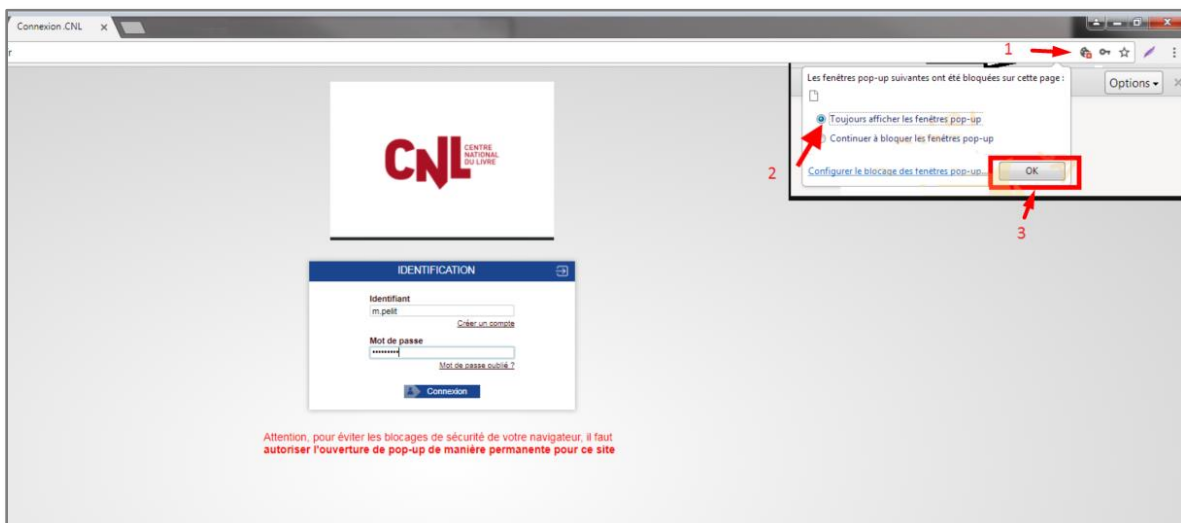 Connexion .CNL
r
1
Les fenêtres pop-up suivantes ont été bloquées sur cette page :
Options
Toujours afficher les fenêtres pop-up
Continuer à bloquer les fenêtres pop-up
2
Configurer le blocage des fenêtres pop-up...
OK
3
CNL
CENTRE
NATIONAL
DU LIVRE
IDENTIFICATION
Identifiant
m.petit
Créer un compte
Mot de passe
•••••••••
Mot de passe oublié ?
Connexion
Attention, pour éviter les blocages de sécurité de votre navigateur, il faut
autoriser l'ouverture de pop-up de manière permanente pour ce site